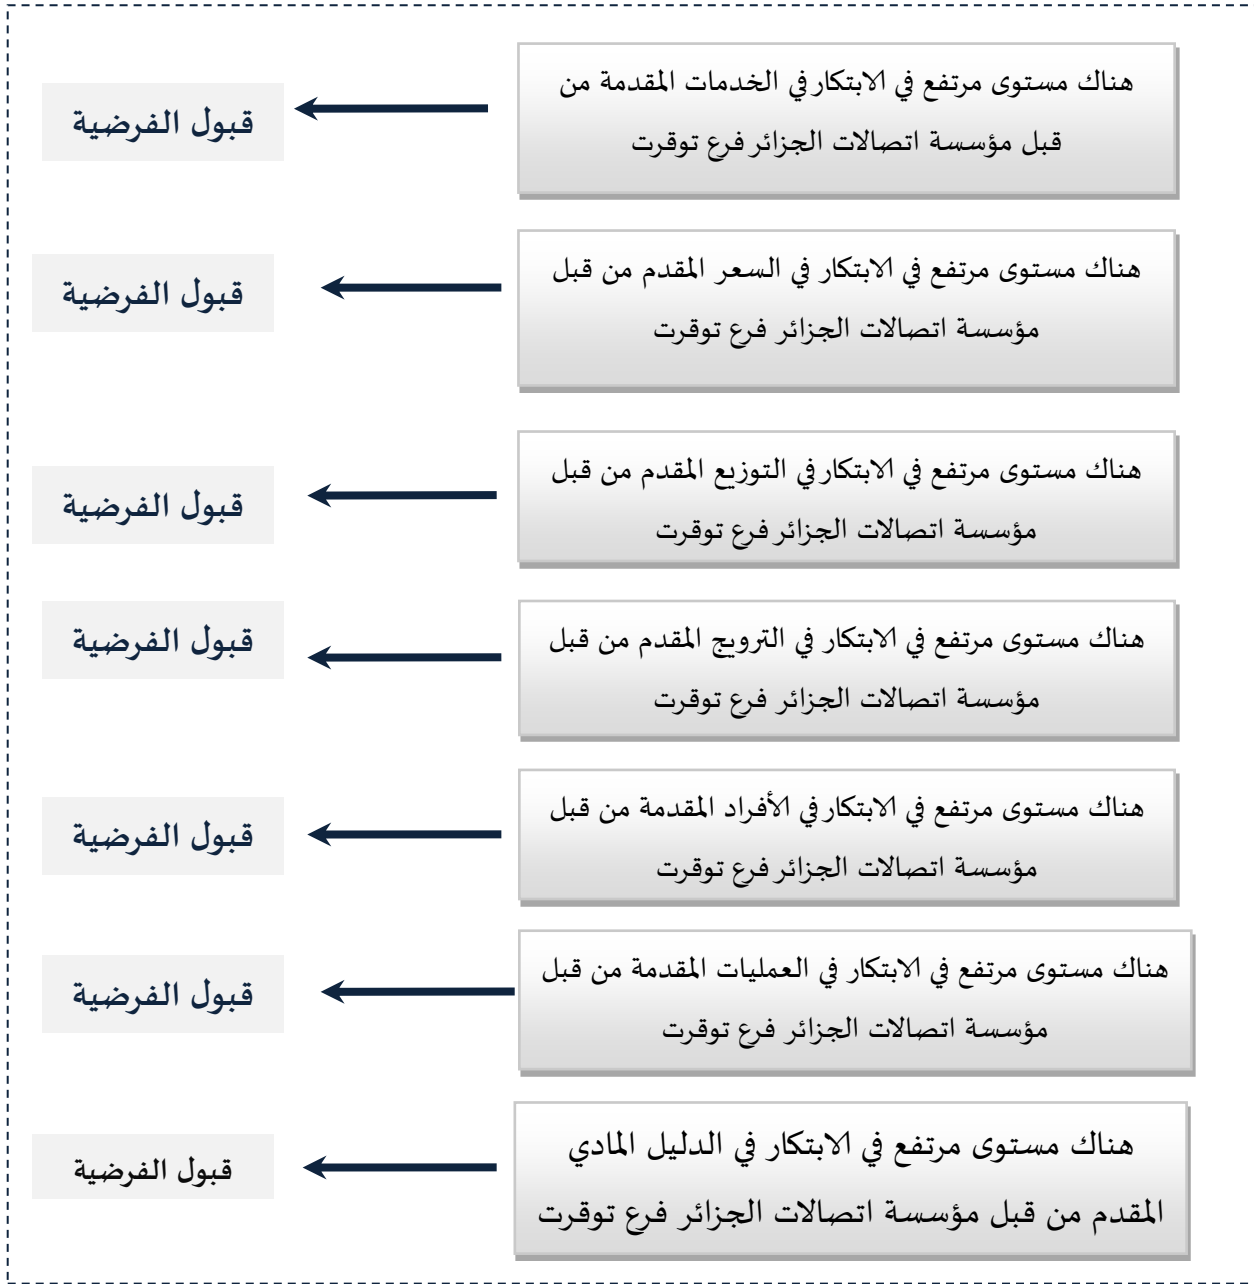 هناك مستوى مرتفع في الابتكار في الخدمات المقدمة من
قبل مؤسسة اتصالات الجزائر فرع توقرت
قبول الفرضية
هناك مستوى مرتفع في الابتكار في السعر المقدم من قبل
مؤسسة اتصالات الجزائر فرع توقرت
قبول الفرضية
هناك مستوى مرتفع في الابتكار في التوزيع المقدم من قبل
مؤسسة اتصالات الجزائر فرع توقرت
قبول الفرضية
هناك مستوى مرتفع في الابتكار في الترويج المقدم من قبل
مؤسسة اتصالات الجزائر فرع توقرت
قبول الفرضية
هناك مستوى مرتفع في الابتكار في الأفراد المقدمة من قبل
مؤسسة اتصالات الجزائر فرع توقرت
قبول الفرضية
هناك مستوى مرتفع في الابتكار في العمليات المقدمة من قبل
مؤسسة اتصالات الجزائر فرع توقرت
قبول الفرضية
هناك مستوى مرتفع في الابتكار في الدليل المادي
المقدم من قبل مؤسسة اتصالات الجزائر فرع توقرت
قبول الفرضية